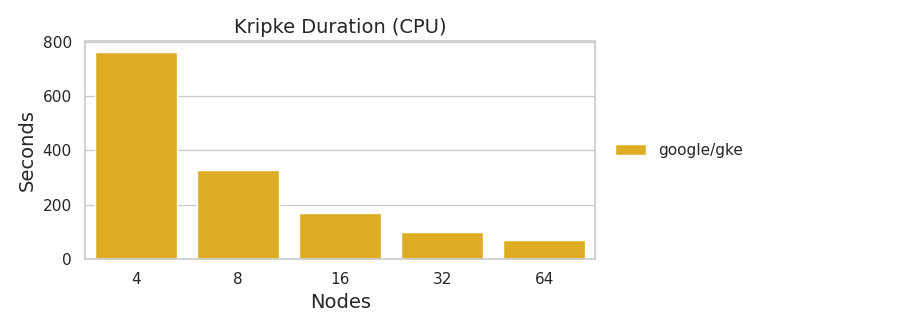 Kripke Duration (CPU)
800
600
400
200
0
Seconds
4 8 16 32 64
Nodes
google/gke